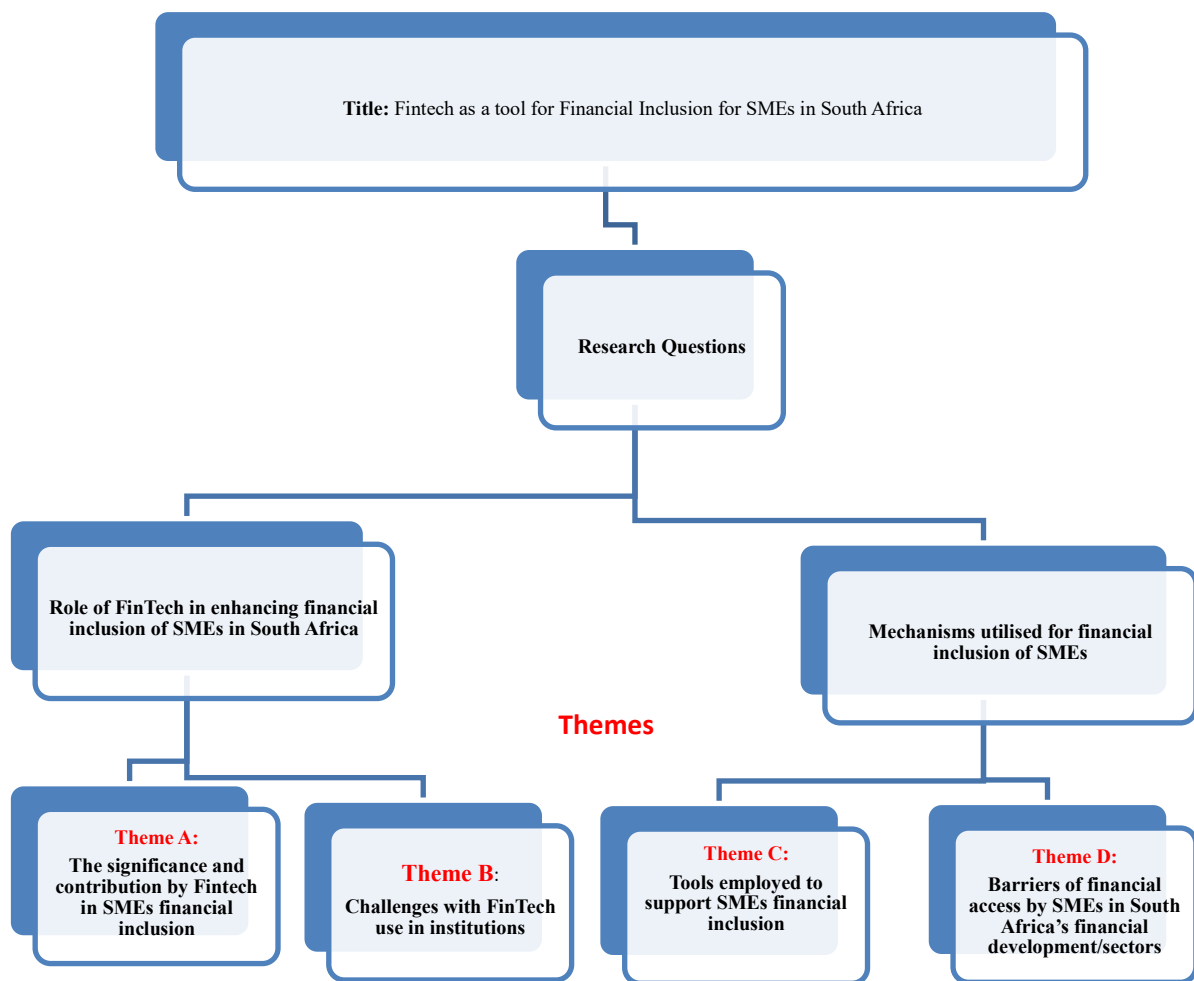 Title: Fintech as a tool for Financial Inclusion for SMEs in South Africa
Research Questions
Role of FinTech in enhancing financial
inclusion of SMEs in South Africa
Mechanisms utilised for financial
inclusion of SMEs
Themes
Theme A:
The significance and
contribution by Fintech
in SMEs financial
inclusion
Theme B:
Challenges with FinTech
use in institutions
Theme C:
Tools employed to
support SMEs financial
inclusion
Theme D:
Barriers of financial
access by SMEs in South
Africa’s financial
development/sectors